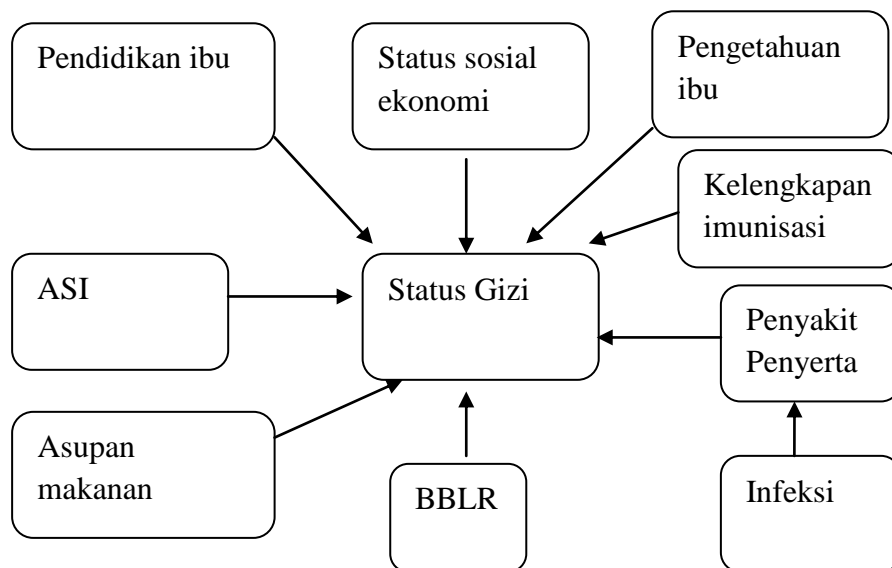 Pendidikan ibu
Status sosial
ekonomi
Pengetahuan
ibu
Kelengkapan
imunisasi
ASI
Status Gizi
Penyakit
Penyerta
Asupan
makanan
BBLR
Infeksi